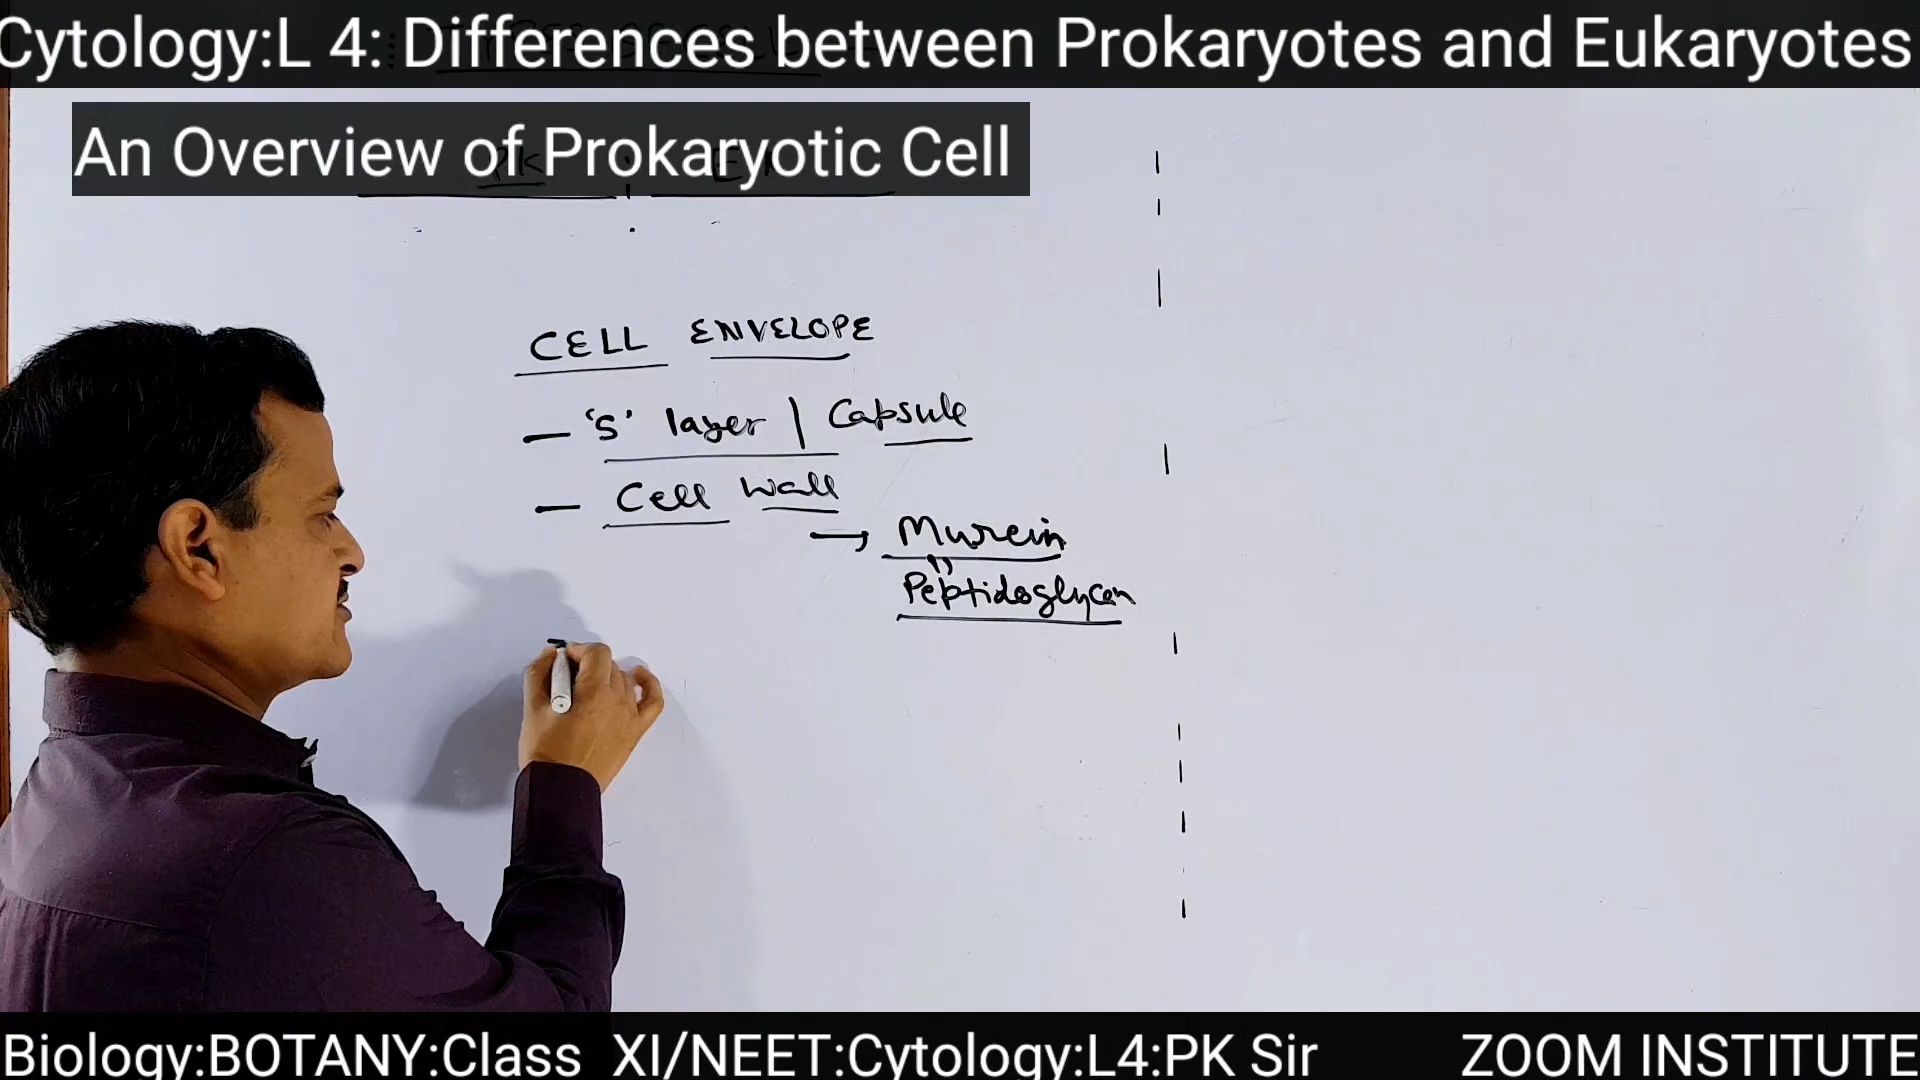 Cytology:L 4: Differences between Prokaryotes and Eukaryotes
An Overview of Prokaryotic Cell
PK
CELL ENVELOPE
— 'S' layer | Capsule
— Cell Wall
→ Murein
Peptidoglycan
Biology:BOTANY:Class XI/NEET:Cytology:L4:PK Sir ZOOM INSTITUTE